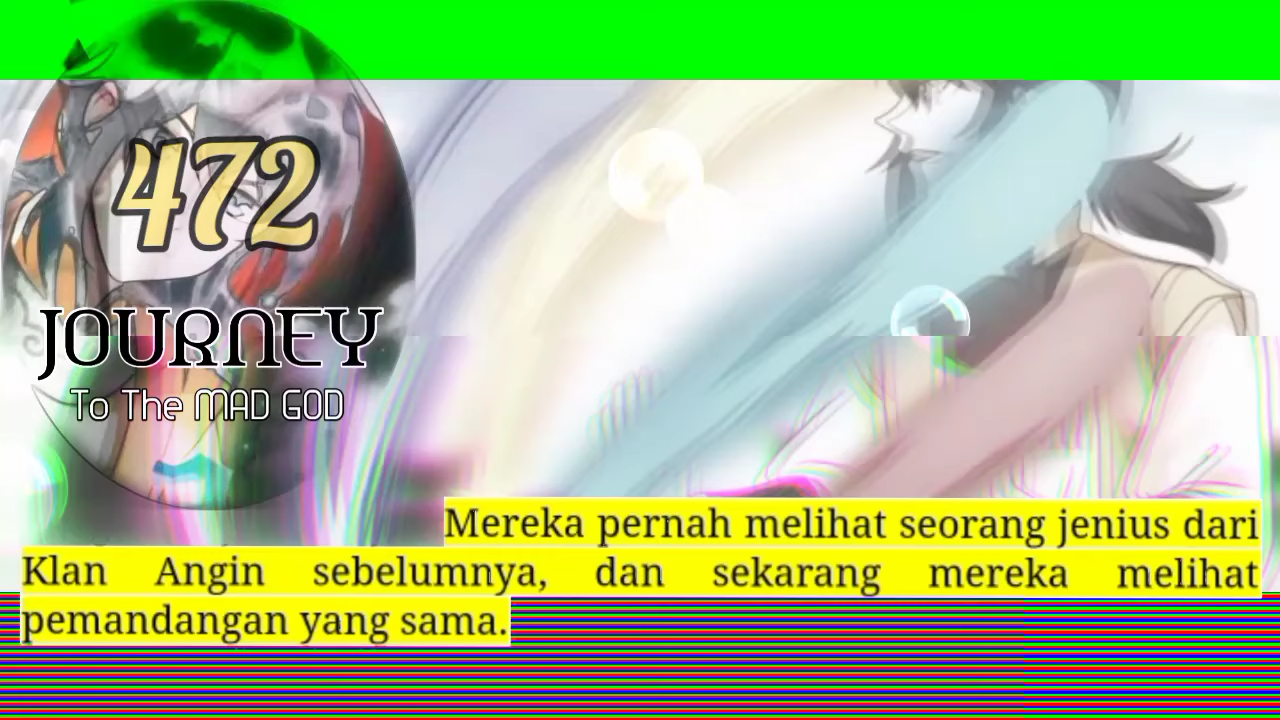 472
JOURNEY
To The MAD GOD
Mereka pernah melihat seorang jenius dari
Klan Angin sebelumnya, dan sekarang mereka melihat
pemandangan yang sama.